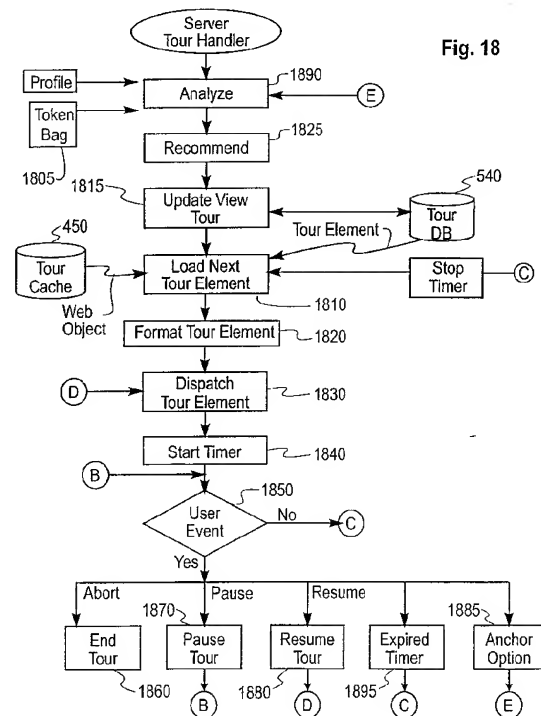 Server
Tour Handler
Fig. 18
Profile
1890
Analyze
E
Token
Bag
1805
1825
Recommend
1815
540
Update View
Tour
Tour
DB
Tour Element
450
Tour
Cache
Load Next
Tour Element
Stop
Timer
C
Web
Object
1810
Format Tour Element
1820
D
Dispatch
Tour Element
1830
Start Timer
1840
B
1850
User
Event
No
C
Yes
Abort
Pause
Resume
1870
1885
End
Tour
Pause
Tour
Resume
Tour
Expired
Timer
Anchor
Option
1860
B
1880
D
1895
C
E